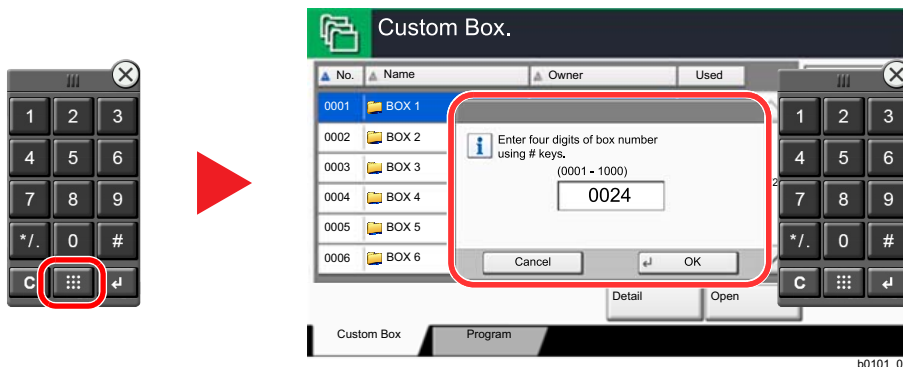 Custom Box.
No. Name Owner Used
0001 BOX 1
0002 BOX 2
0003 BOX 3
0004 BOX 4
0005 BOX 5
0006 BOX 6
Enter four digits of box number
using # keys.
(0001 - 1000)
0024
Cancel OK
Detail Open
Custom Box Program
1 2 3
4 5 6
7 8 9
*/. 0 #
C
1 2 3
4 5 6
7 8 9
*/. 0 #
C
b0101_0